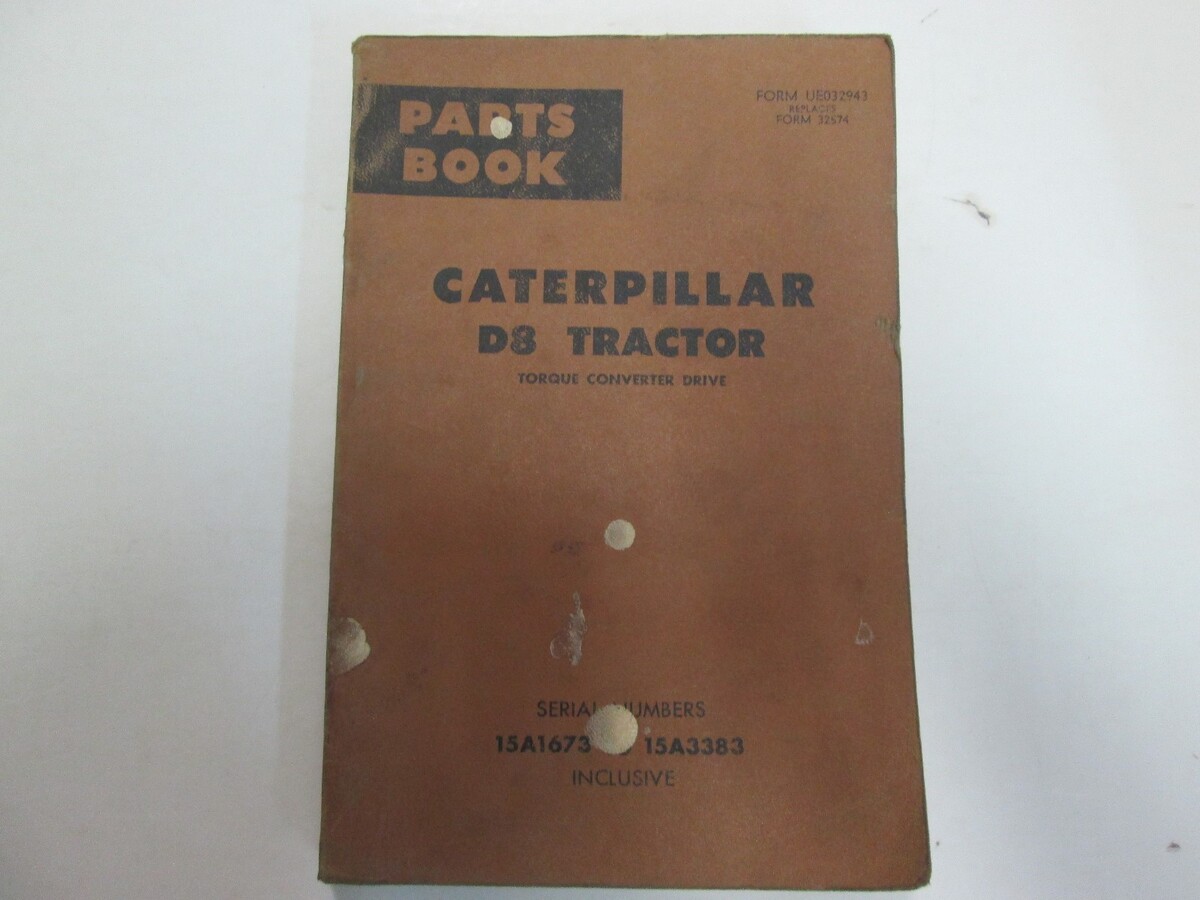 PARTS
BOOK
FORM UE032943
REPLACES
FORM 32574
CATERPILLAR
D8 TRACTOR
TORQUE CONVERTER DRIVE
SERIAL NUMBERS
15A1673 15A3383
INCLUSIVE